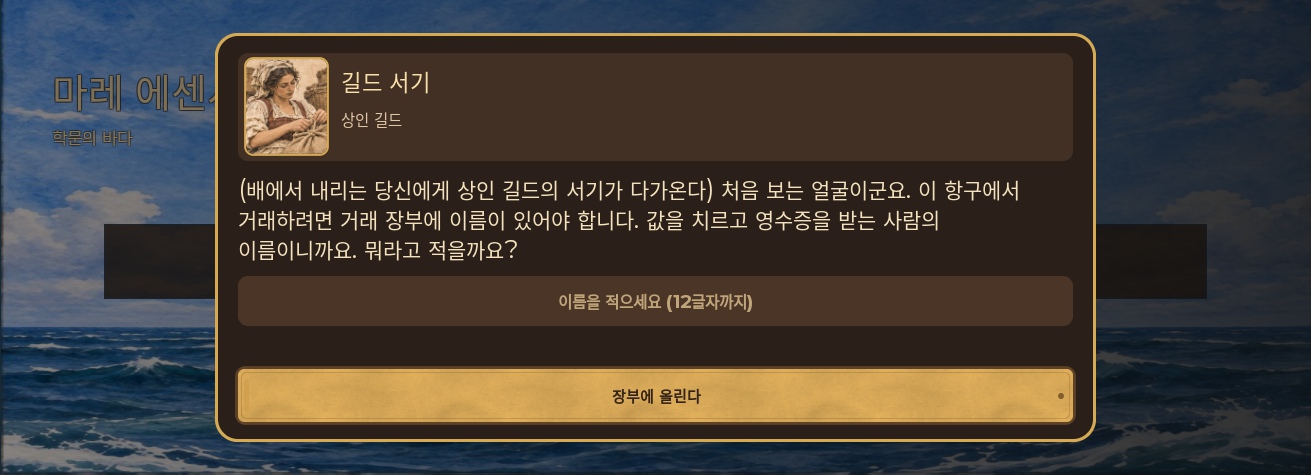 마레 에센
학문의 바다
길드 서기
상인 길드
(배에서 내리는 당신에게 상인 길드의 서기가 다가온다) 처음 보는 얼굴이군요. 이 항구에서
거래하려면 거래 장부에 이름이 있어야 합니다. 값을 치르고 영수증을 받는 사람의
이름이니까요. 뭐라고 적을까요?
이름을 적으세요 (12글자까지)
장부에 올린다